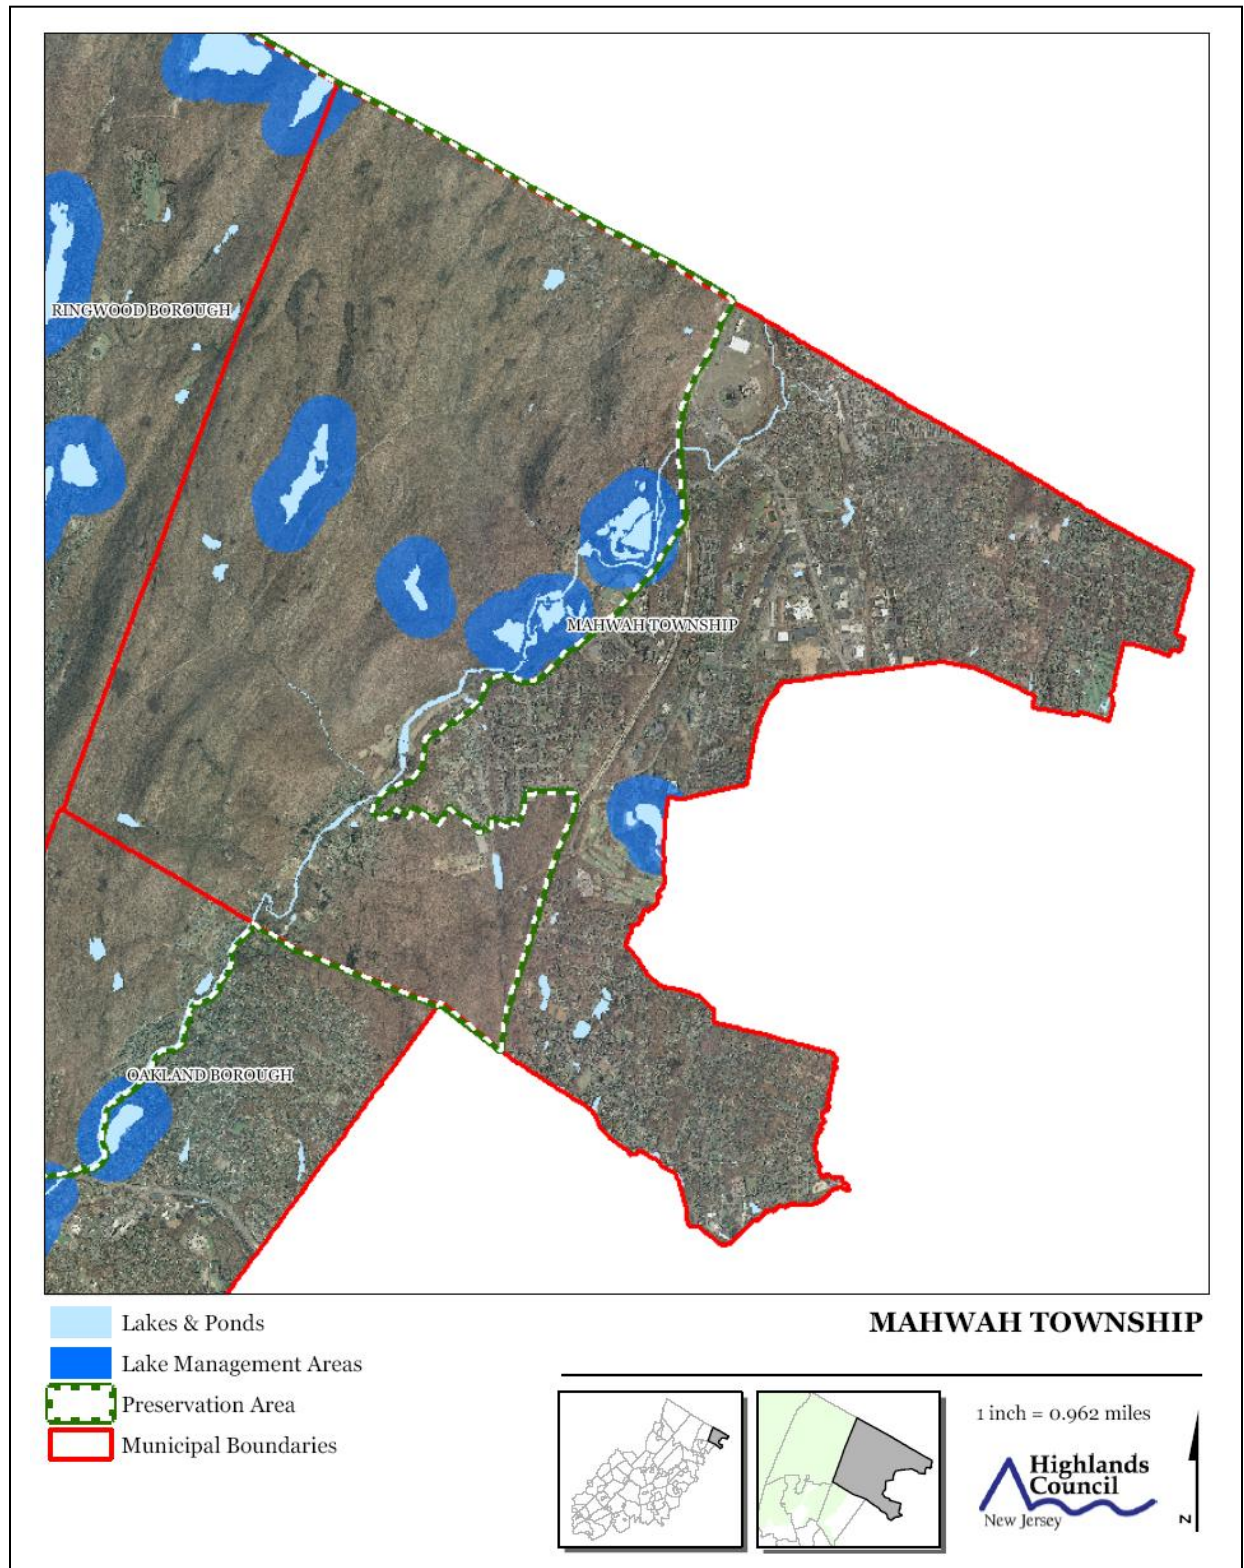 RINGWOOD BOROUGH
MAHWAH TOWNSHIP
OAKLAND BOROUGH
Lakes & Ponds
Lake Management Areas
Preservation Area
Municipal Boundaries
MAHWAH TOWNSHIP
1 inch = 0.962 miles
Highlands
Council
New Jersey
N